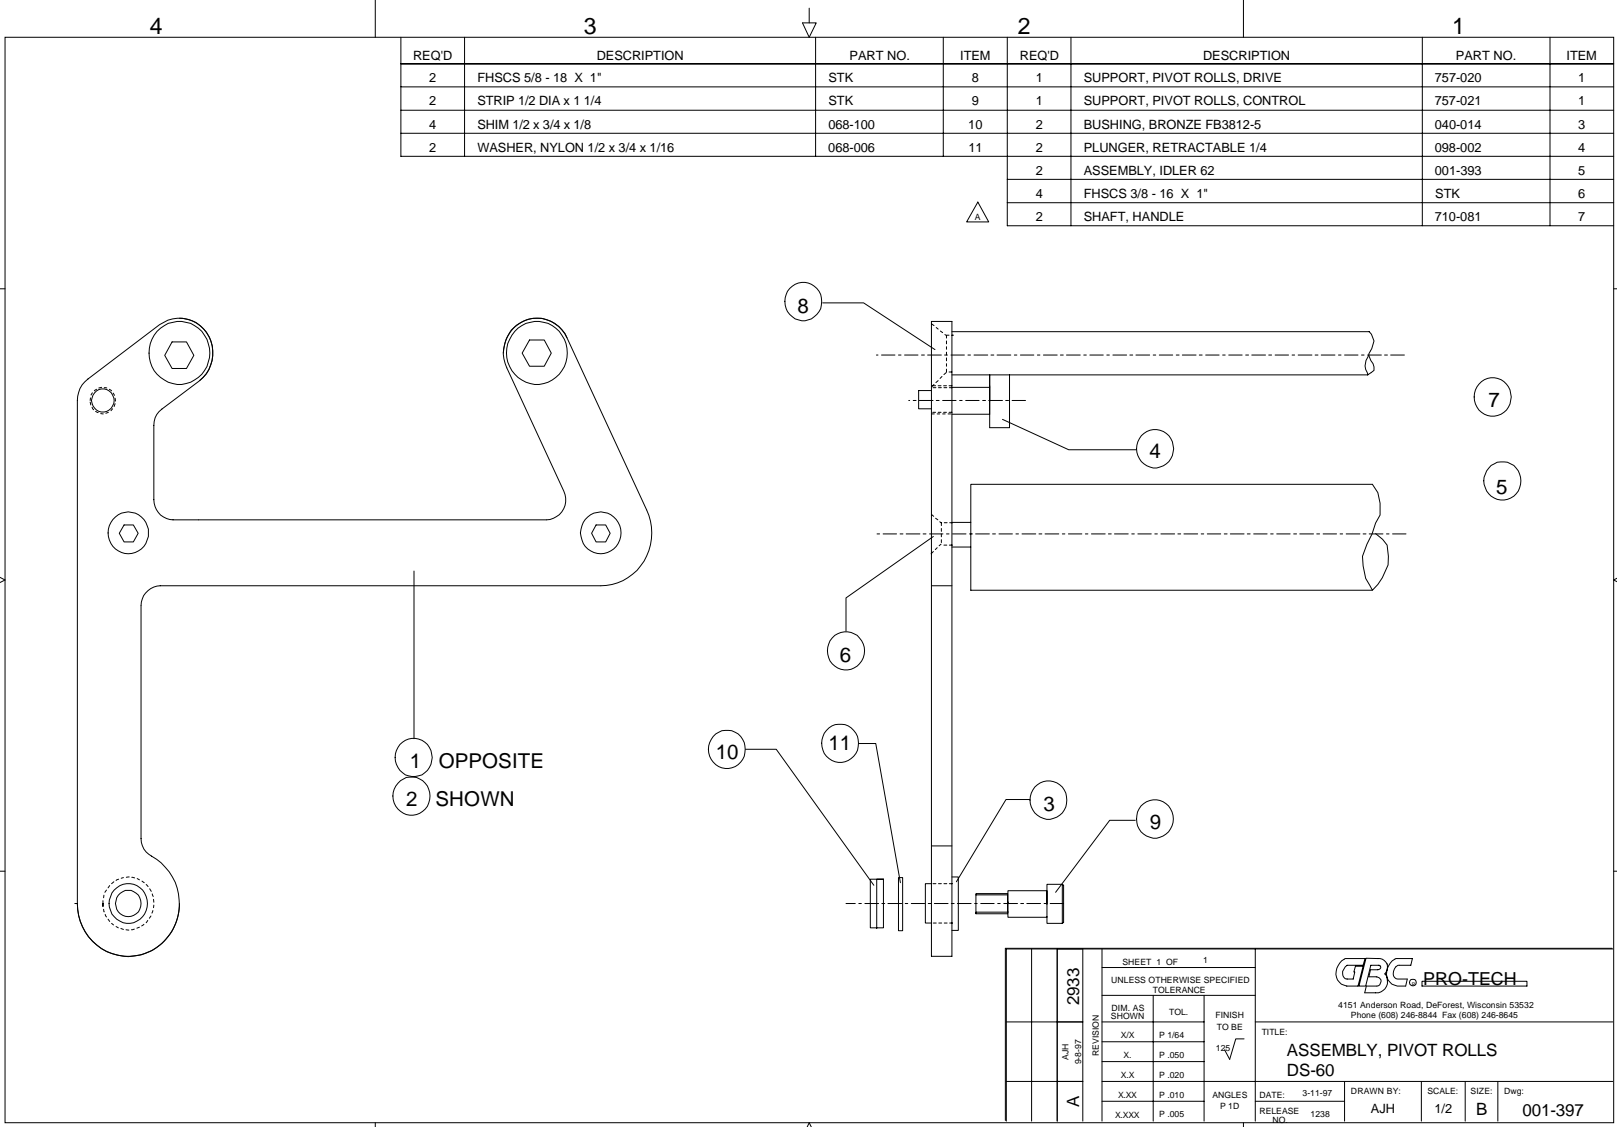 4 3 2 1
REQ'D DESCRIPTION PART NO. ITEM REQ'D DESCRIPTION PART NO. ITEM
2 FHSCS 5/8 - 18 X 1" STK 8 1 SUPPORT, PIVOT ROLLS, DRIVE 757-020 1
2 STRIP 1/2 DIA x 1 1/4 STK 9 1 SUPPORT, PIVOT ROLLS, CONTROL 757-021 1
4 SHIM 1/2 x 3/4 x 1/8 068-100 10 2 BUSHING, BRONZE FB3812-5 040-014 3
2 WASHER, NYLON 1/2 x 3/4 x 1/16 068-006 11 2 PLUNGER, RETRACTABLE 1/4 098-002 4
2 ASSEMBLY, IDLER 62 001-393 5
4 FHSCS 3/8 - 16 X 1" STK 6
A 2 SHAFT, HANDLE 710-081 7
8
7
4
5
6
1 OPPOSITE
2 SHOWN
10
11
3
9
2933
AJH
9-8-97
A
REVISION
SHEET 1 OF 1
UNLESS OTHERWISE SPECIFIED
TOLERANCE
DIM. AS
SHOWN
TOL.
X/X P 1/64
X. P .050
X.X P .020
X.XX P .010
X.XXX P .005
FINISH
TO BE
125
ANGLES
P 1D
GBC® PRO-TECH
4151 Anderson Road, DeForest, Wisconsin 53532
Phone (608) 246-8844 Fax (608) 246-8645
TITLE:
ASSEMBLY, PIVOT ROLLS
DS-60
DATE: 3-11-97
RELEASE
NO 1238
DRAWN BY:
AJH
SCALE:
1/2
SIZE:
B
Dwg:
001-397